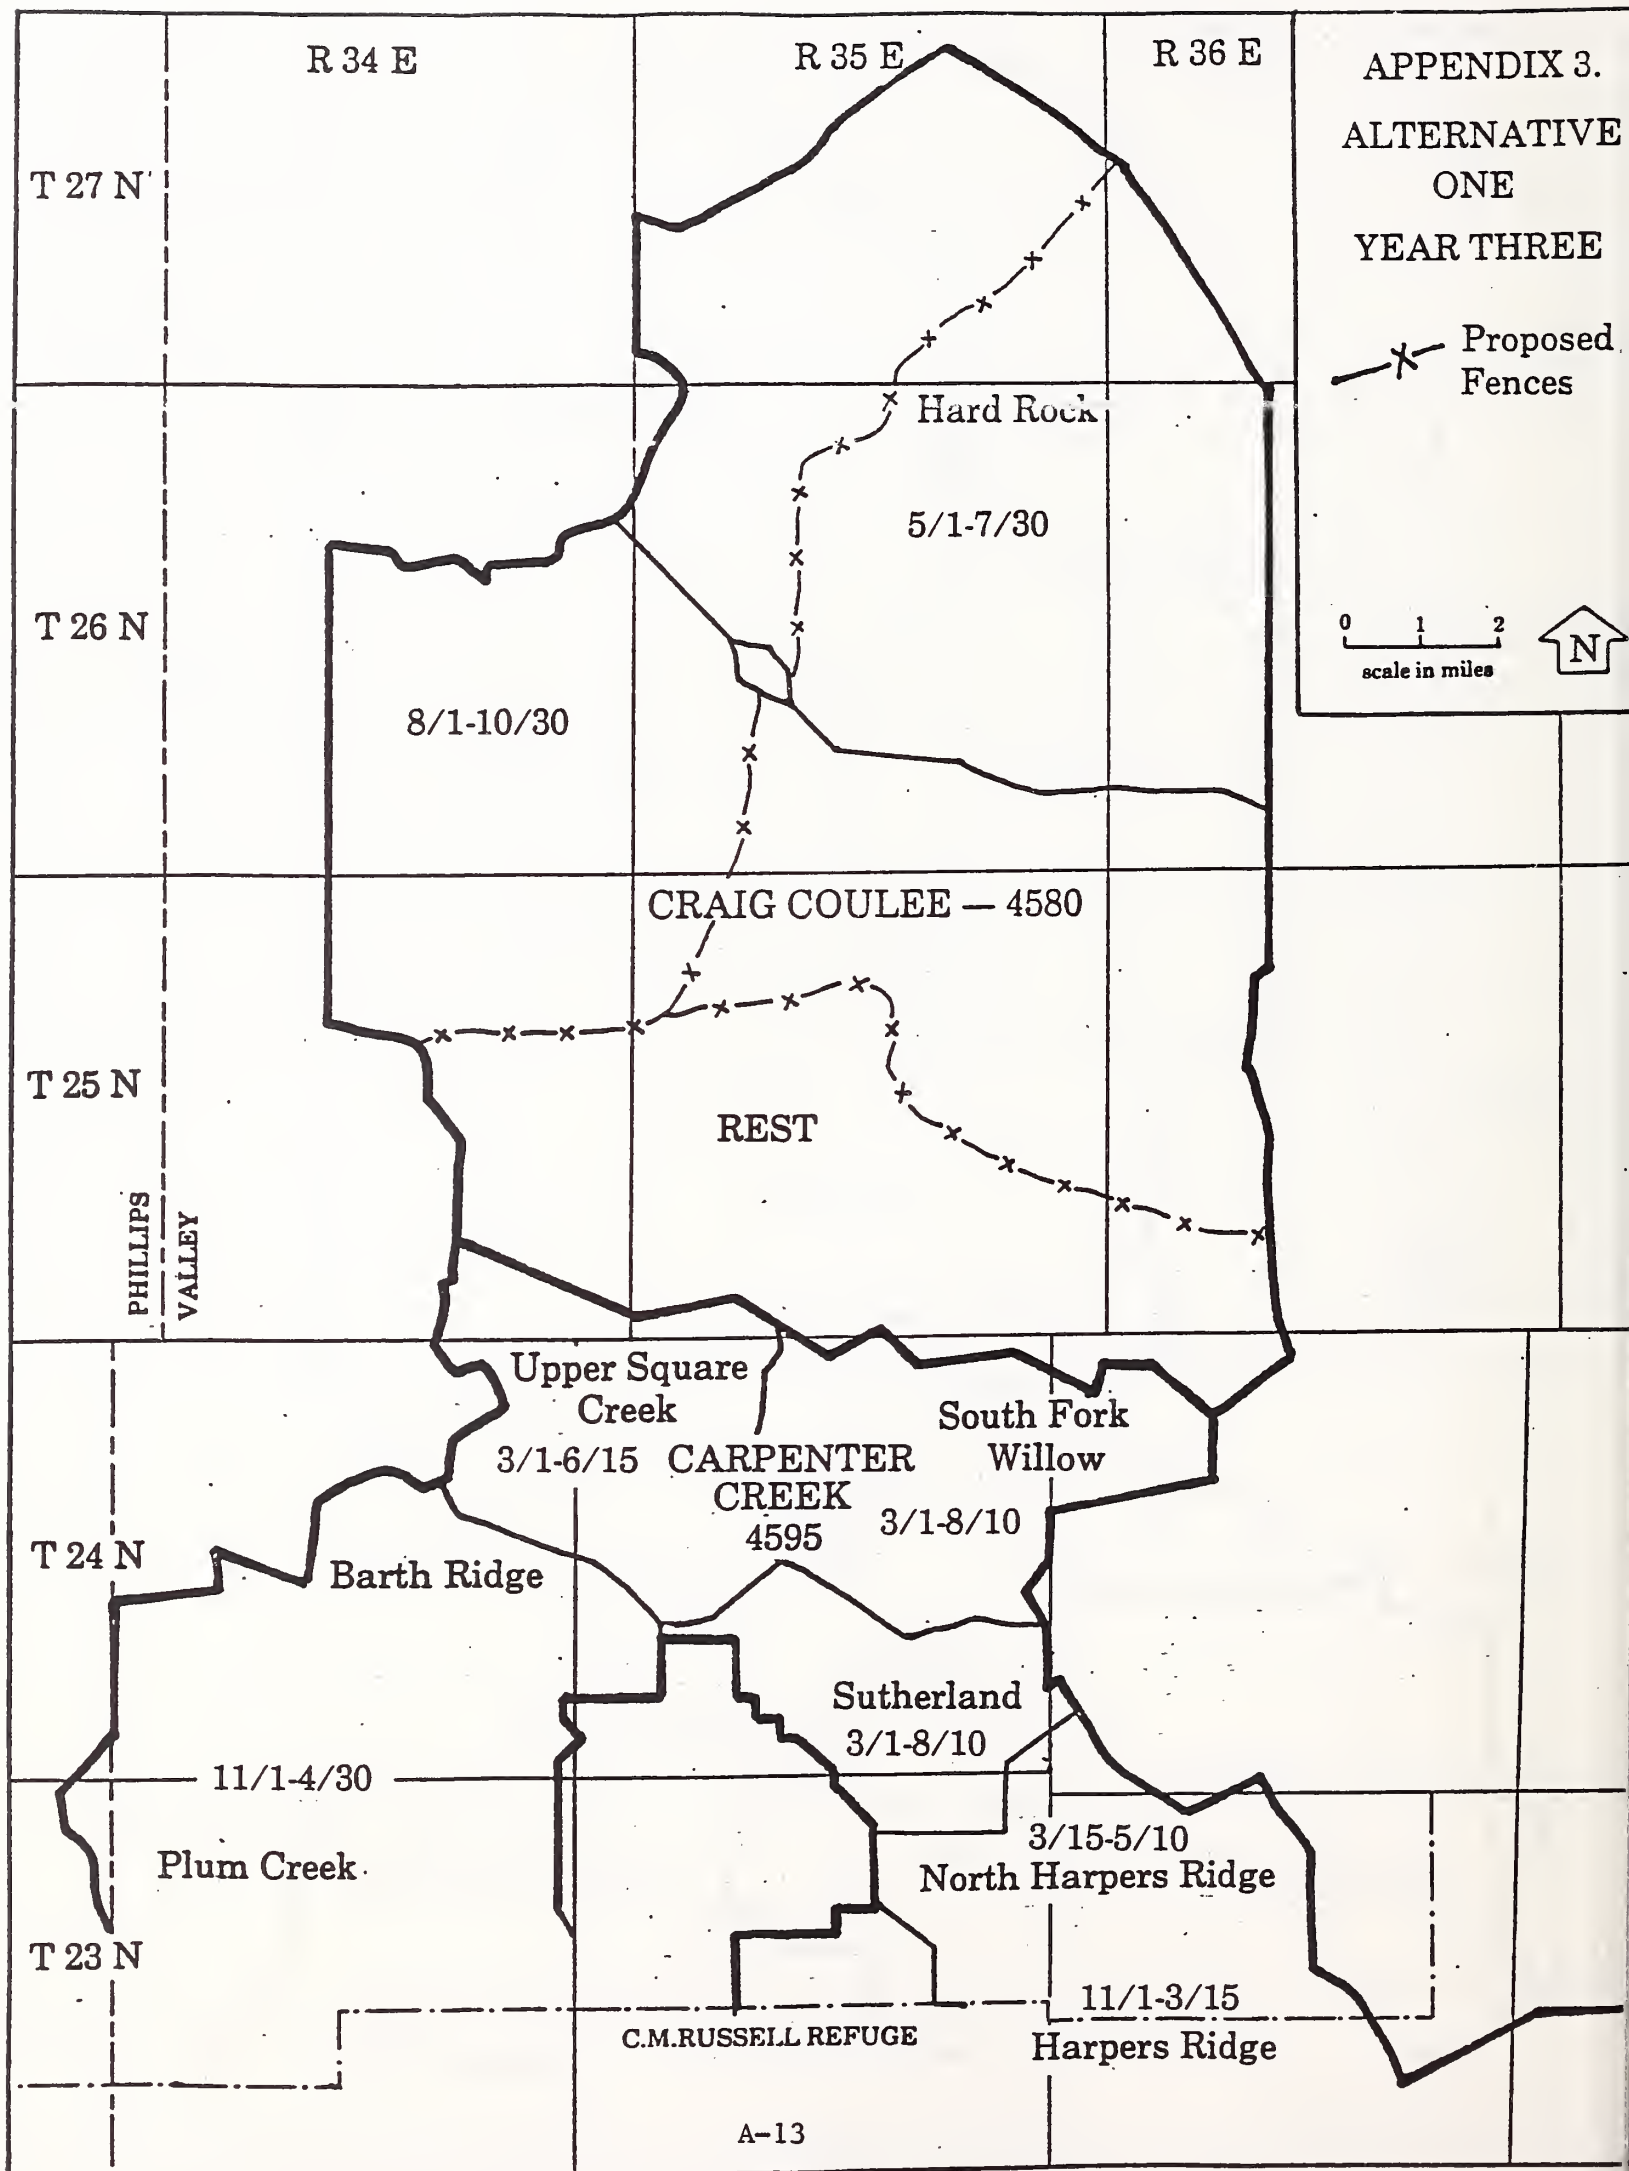 R 34 E
R 35 E
R 36 E
APPENDIX 3.
ALTERNATIVE
ONE
YEAR THREE
Proposed
Fences
T 27 N
Hard Rock
5/1-7/30
T 26 N
0 1 2
scale in miles
N
8/1-10/30
CRAIG COULEE — 4580
T 25 N
REST
PHILLIPS
VALLEY
Upper Square
Creek
3/1-6/15
CARPENTER
CREEK
4595
South Fork
Willow
3/1-8/10
T 24 N
Barth Ridge
Sutherland
3/1-8/10
11/1-4/30
Plum Creek
3/15-5/10
North Harpers Ridge
T 23 N
11/1-3/15
C.M.RUSSELL REFUGE
Harpers Ridge
A-13